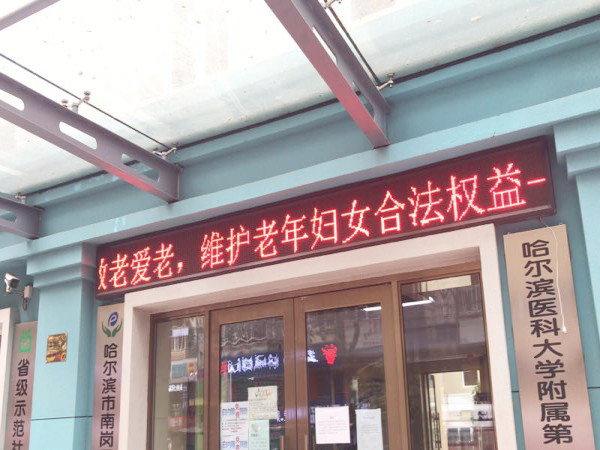 老爱老，维护老年妇女合法权益
哈尔滨医科大学附属第
哈尔滨市南岗
省级示范社